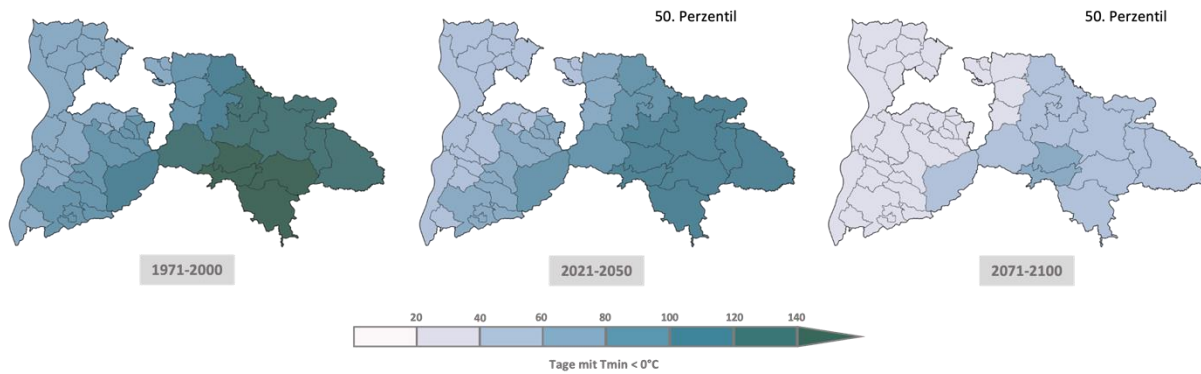 50. Perzentil
50. Perzentil
1971-2000
2021-2050
2071-2100
20 40 60 80 100 120 140
Tage mit Tmin < 0°C